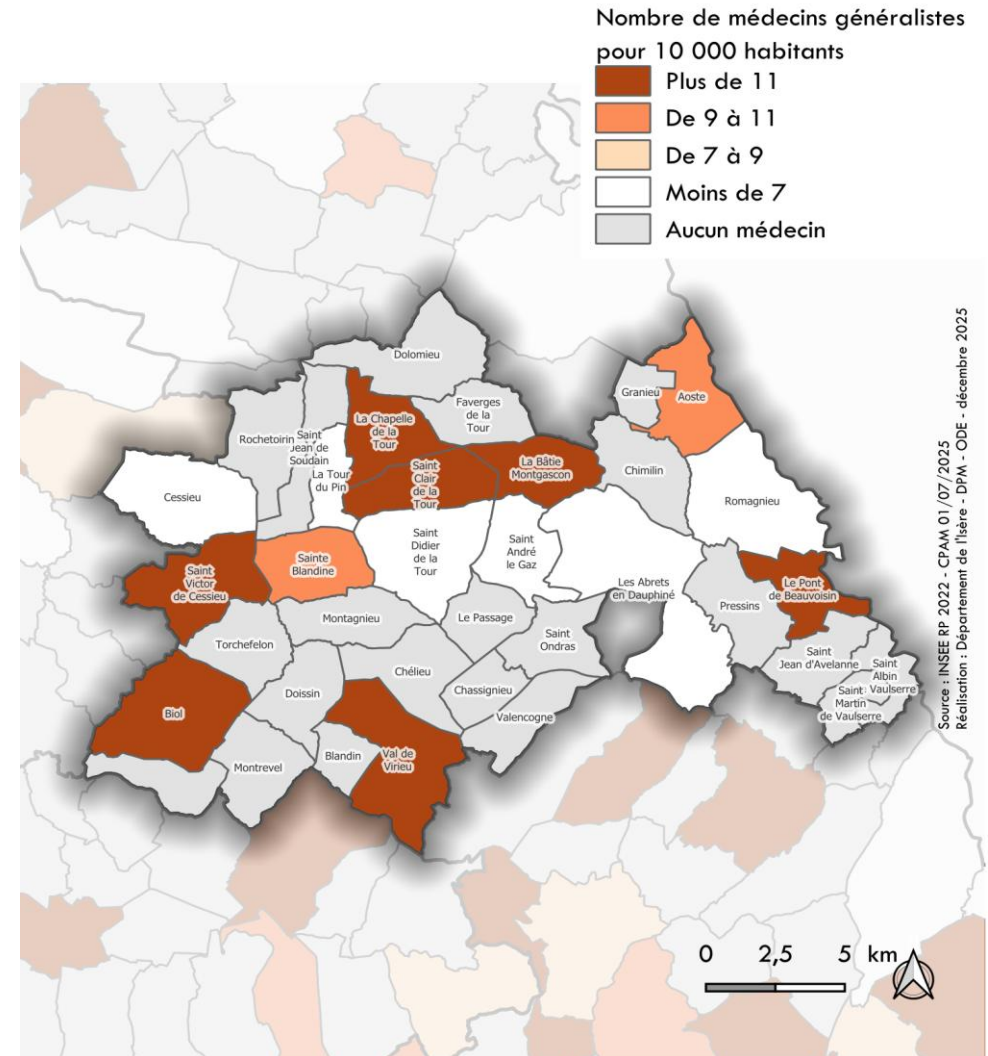 Nombre de médecins généralistes
pour 10 000 habitants
Plus de 11
De 9 à 11
De 7 à 9
Moins de 7
Aucun médecin
Dolomieu
Granieu
Aoste
Faverges
de la
Tour
La Chapelle
de la
Tour
Rochetoirin
Saint
Jean de
Soudain
La Tour
du Pin
Saint
Clair
de la
Tour
La Bâtie
Montgascon
Chimilin
Cessieu
Romagnieu
Saint
Didier
de la
Tour
Saint
André
le Gaz
Sainte
Blandine
Saint
Victor
de Cessieu
Les Abrets
en Dauphiné
Le Pont
de Beauvoisin
Pressins
Montagnieu
Le Passage
Torchefelon
Saint
Ondras
Saint
Jean d'Avelanne
Saint
Albin
Vaulserre
Chélieu
Doissin
Chassignieu
Saint
Martin
de Vaulserre
Biol
Valencogne
Blandin
Val de
Virieu
Montrevel
Source : INSEE RP 2022 - CPAM 01/07/2025
Réalisation : Département de l'Isère - DPM - ODE - décembre 2025
0 2,5 5 km